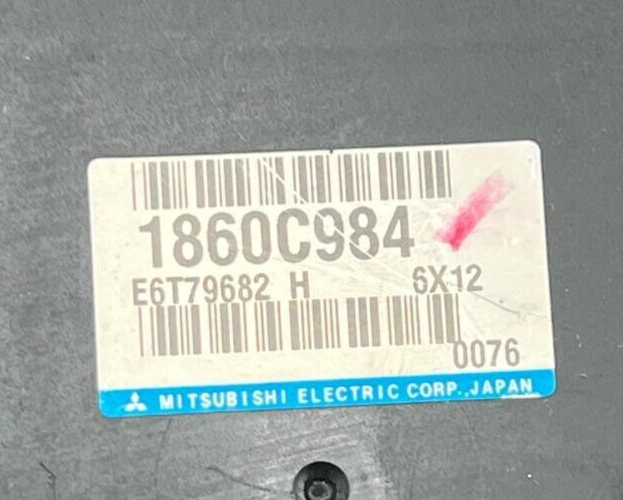 1860C984
E6T79682 H 6X12
0076
MITSUBISHI ELECTRIC CORP.,JAPAN